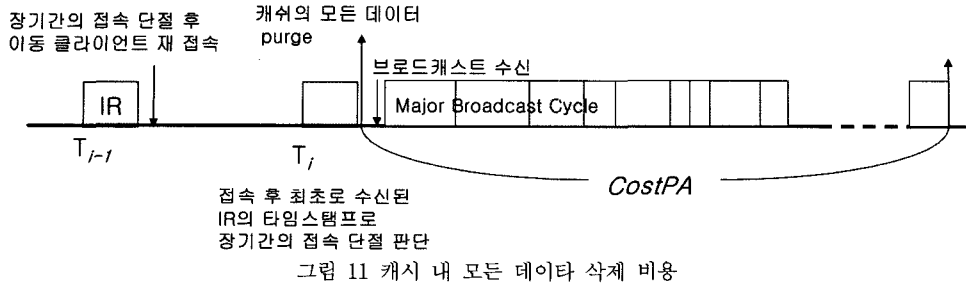 장기간의 접속 단절 후
이동 클라이언트 재 접속
캐쉬의 모든 데이터
purge
브로드캐스트 수신
IR
Major Broadcast Cycle
T i-1
T i
CostPA
접속 후 최초로 수신된
IR의 타임스탬프로
장기간의 접속 단절 판단
그림 11 캐시 내 모든 데이타 삭제 비용